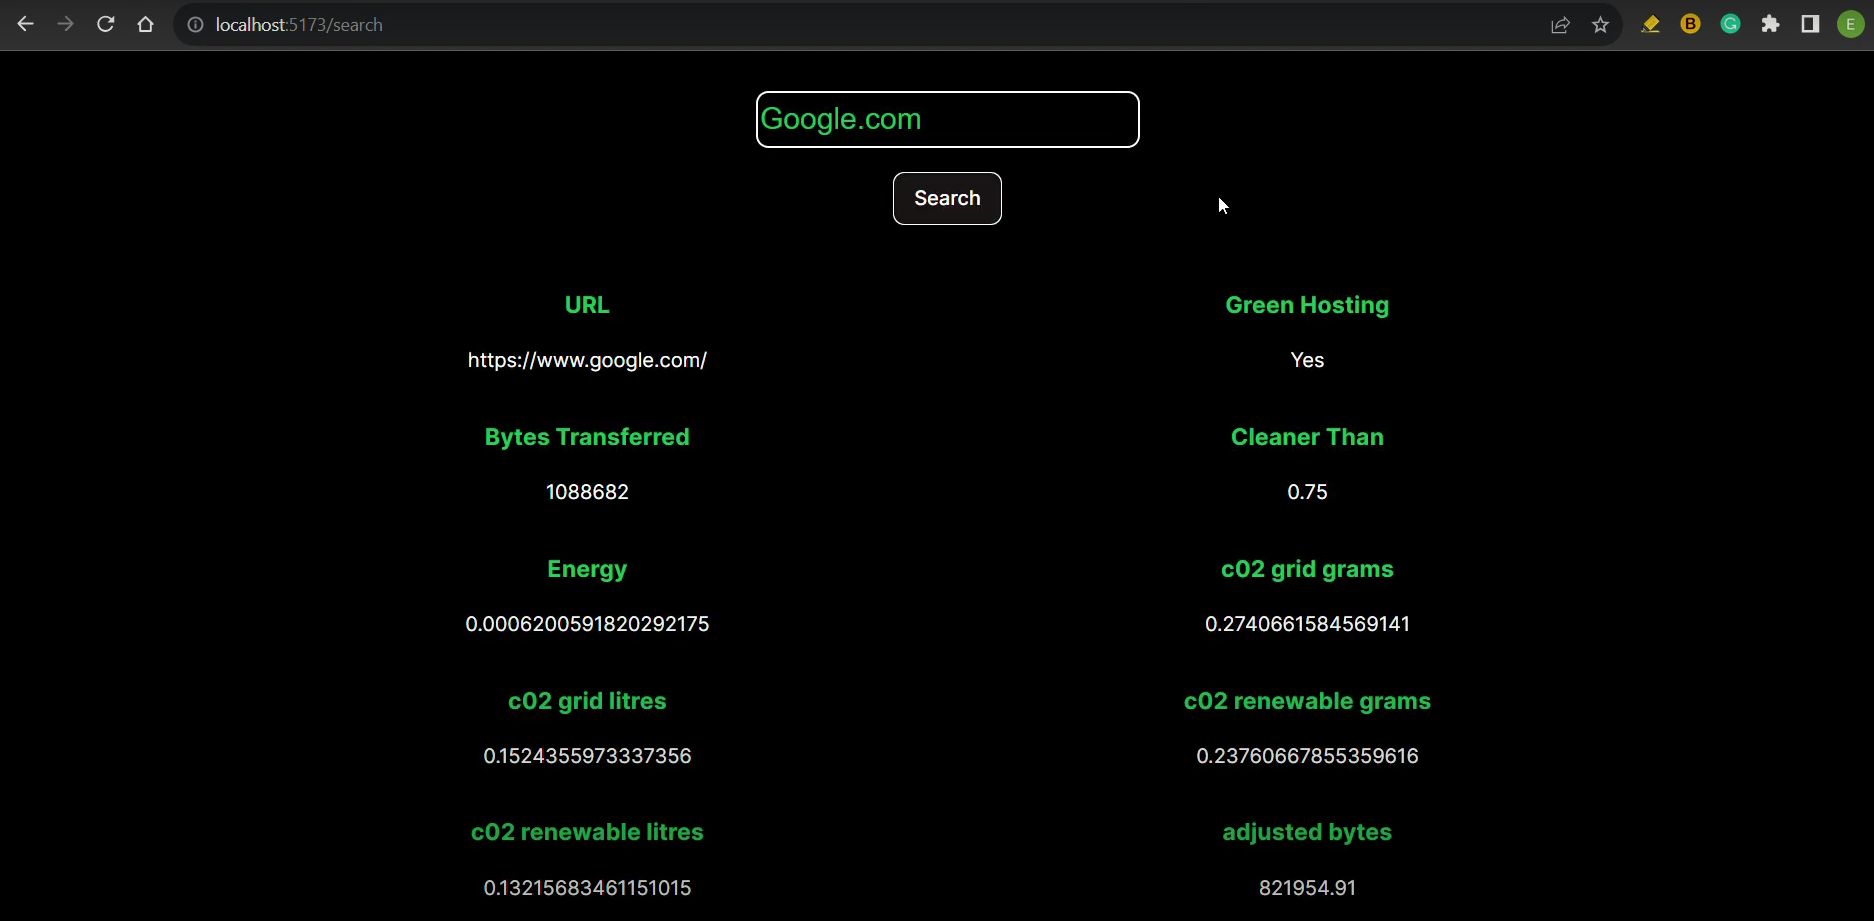 localhost:5173/search
B
G
E
Google.com
Search
URL
Green Hosting
https://www.google.com/
Yes
Bytes Transferred
Cleaner Than
1088682
0.75
Energy
c02 grid grams
0.0006200591820292175
0.2740661584569141
c02 grid litres
c02 renewable grams
0.1524355973337356
0.23760667855359616
c02 renewable litres
adjusted bytes
0.13215683461151015
821954.91